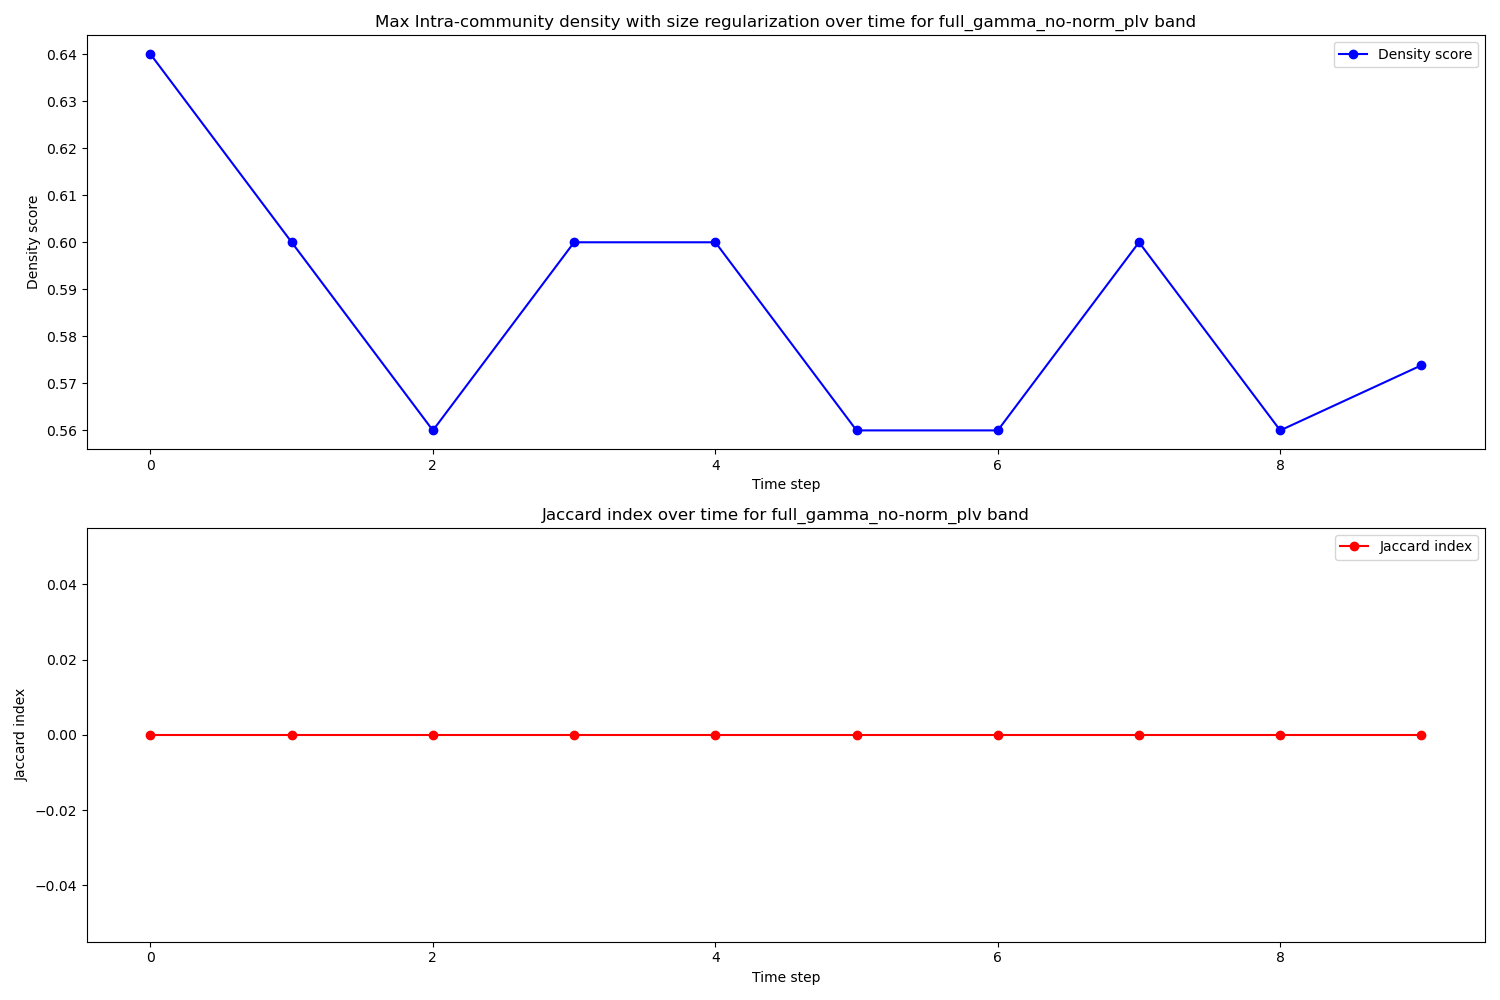 Max Intra-community density with size regularization over time for full_gamma_no-norm_plv band
Density score
0.64
0.63
0.62
0.61
0.60
0.59
0.58
0.57
0.56
Density score
0 2 4 6 8
Time step
Jaccard index over time for full_gamma_no-norm_plv band
Jaccard index
0.04
0.02
0.00
−0.02
−0.04
Jaccard index
0 2 4 6 8
Time step